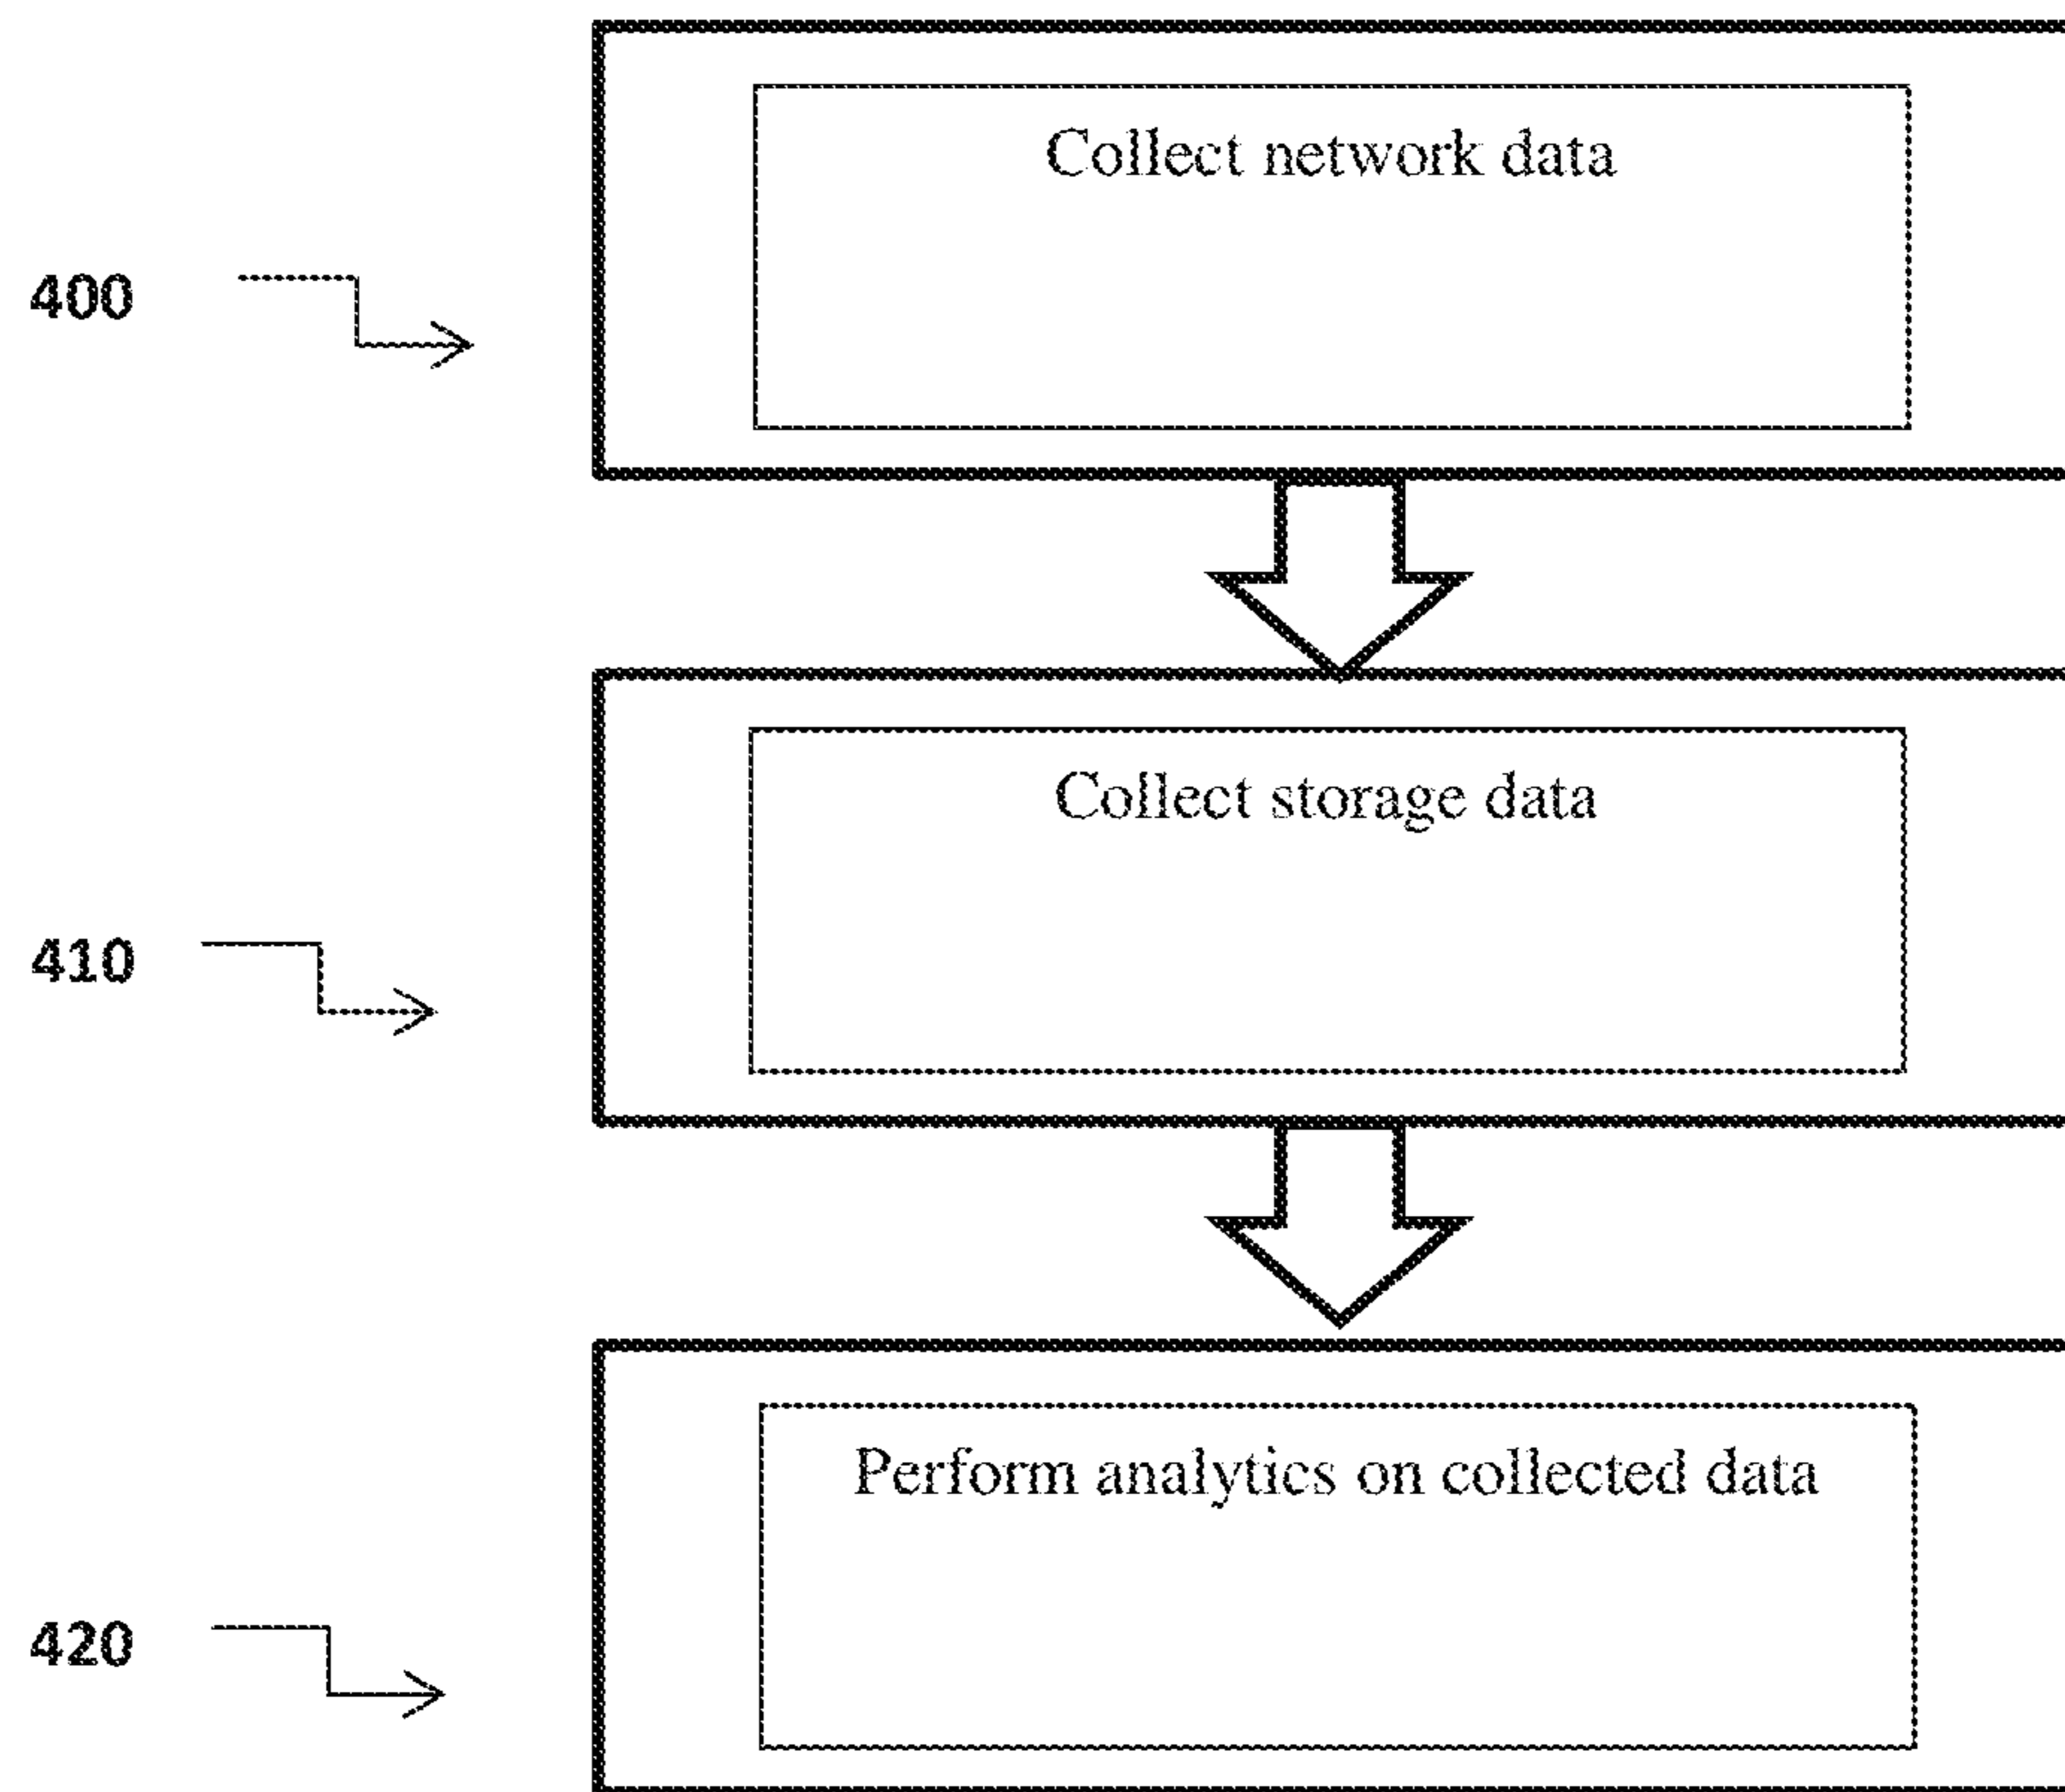 Collect network data
400
Collect storage data
410
Perform analytics on collected data
420